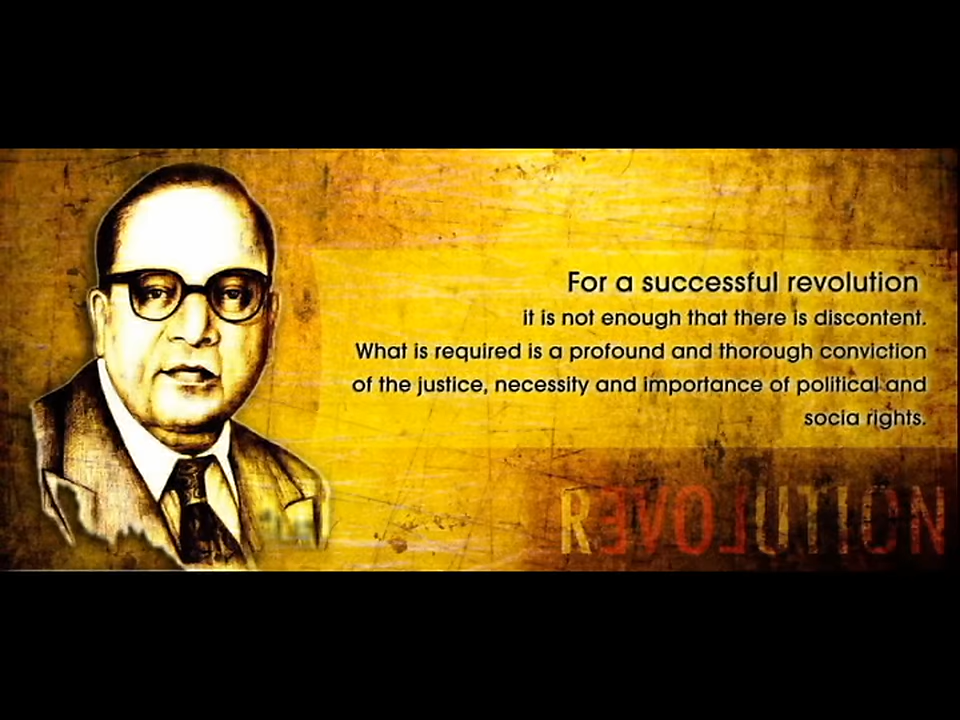 For a successful revolution
it is not enough that there is discontent.
What is required is a profound and thorough conviction
of the justice, necessity and importance of political and
socia rights.
REVOLUTION